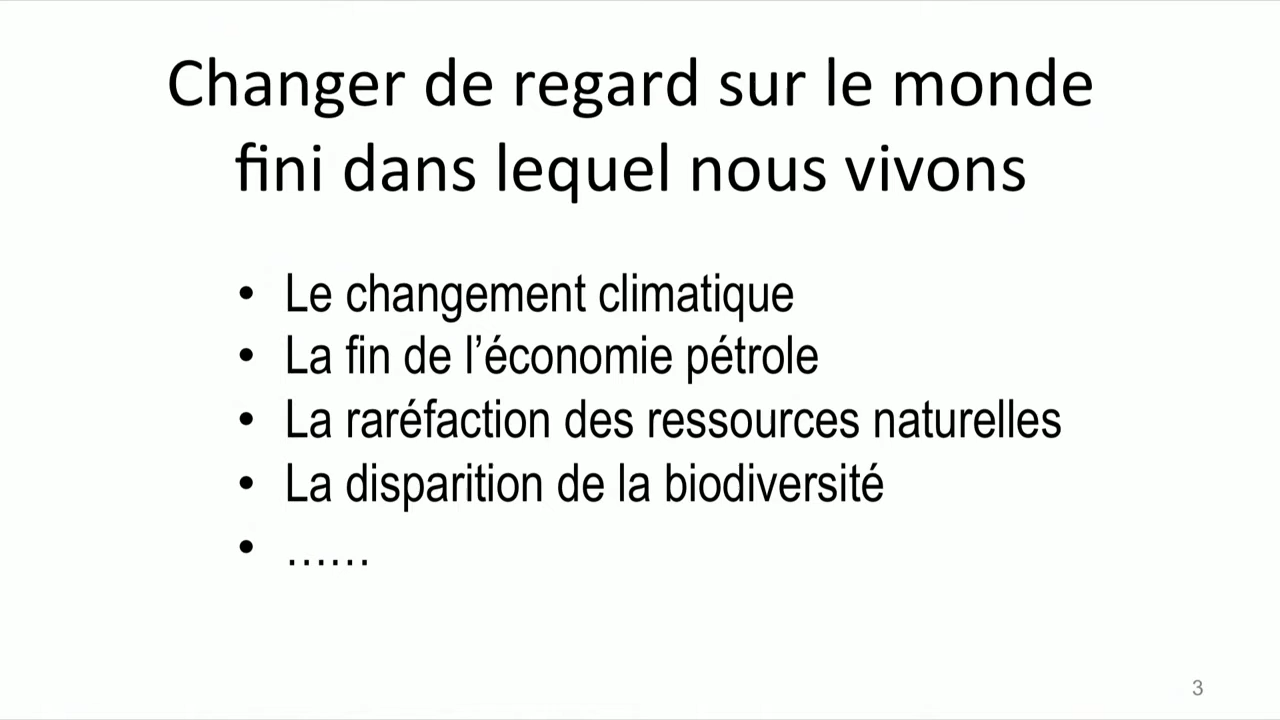 Changer de regard sur le monde
fini dans lequel nous vivons
• Le changement climatique
• La fin de l’économie pétrole
• La raréfaction des ressources naturelles
• La disparition de la biodiversité
• ……
3